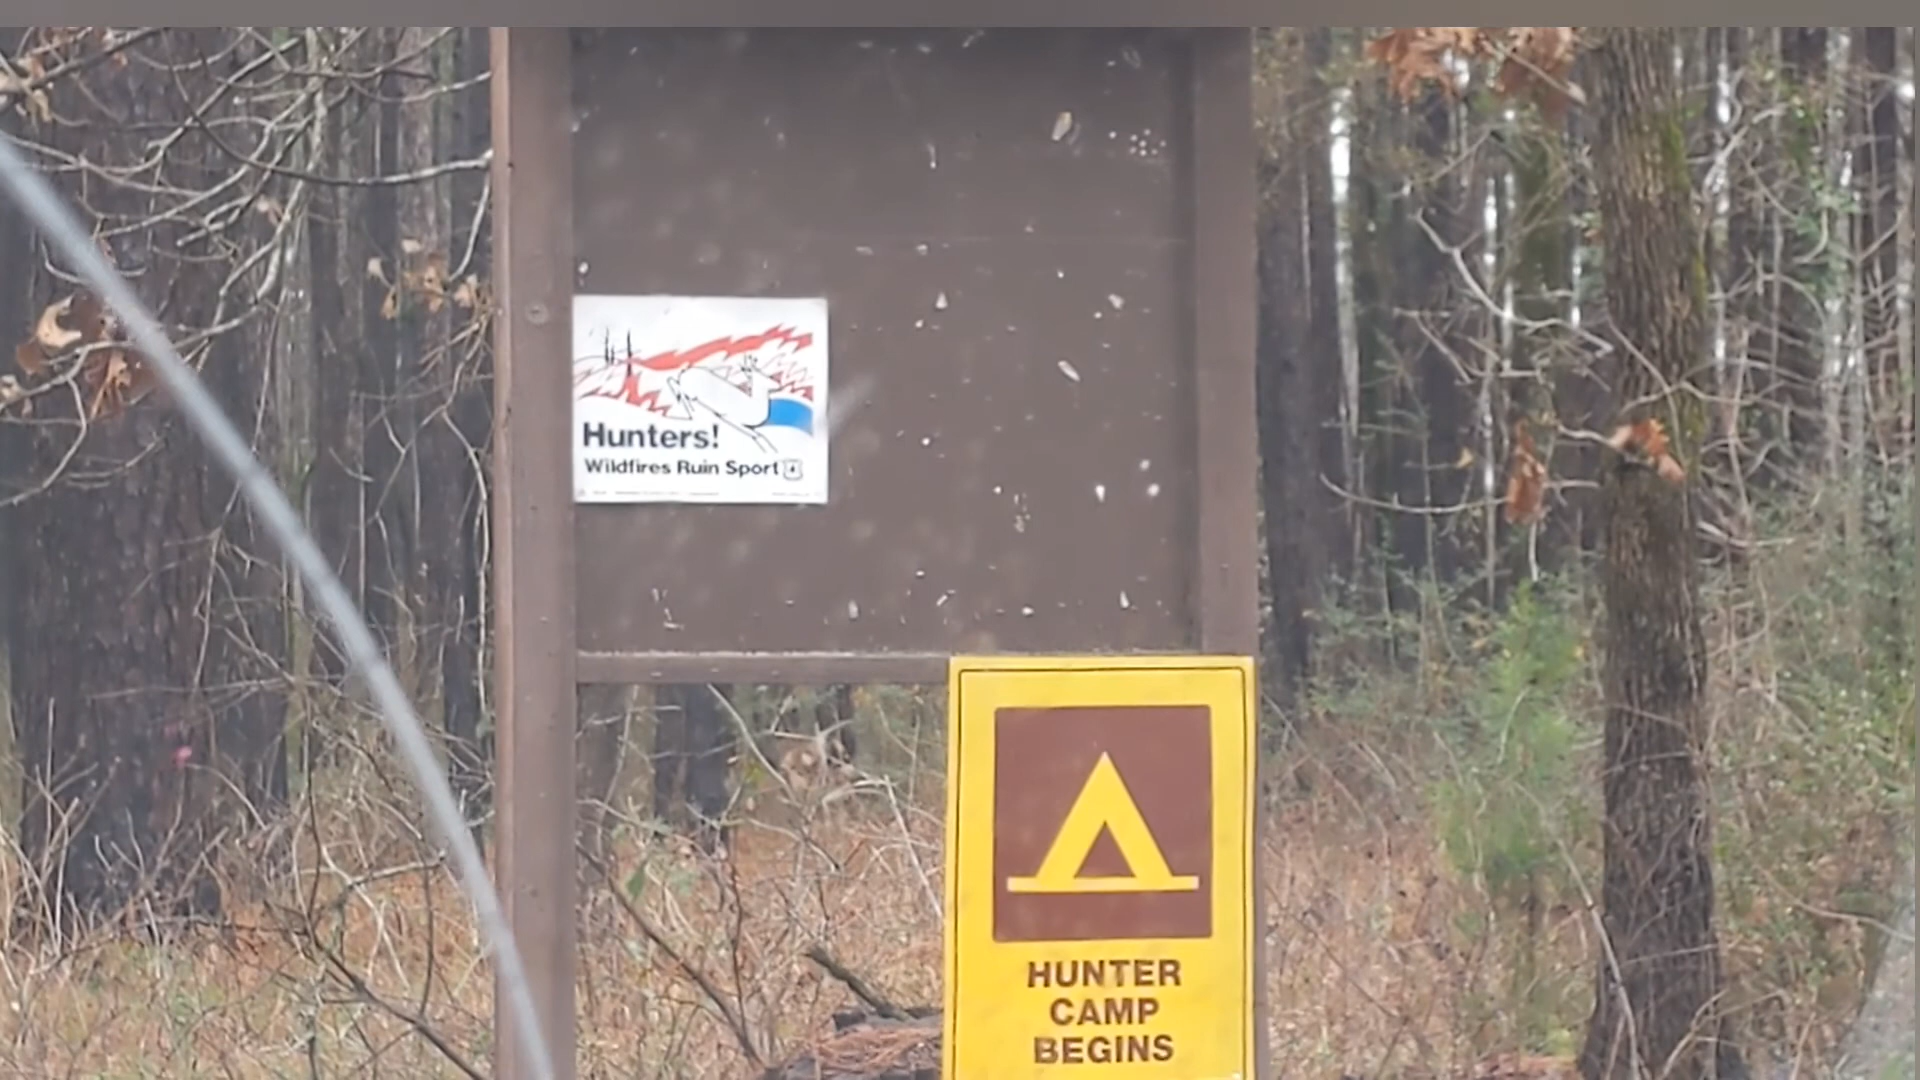 Hunters!
Wildfires Ruin Sport
HUNTER
CAMP
BEGINS